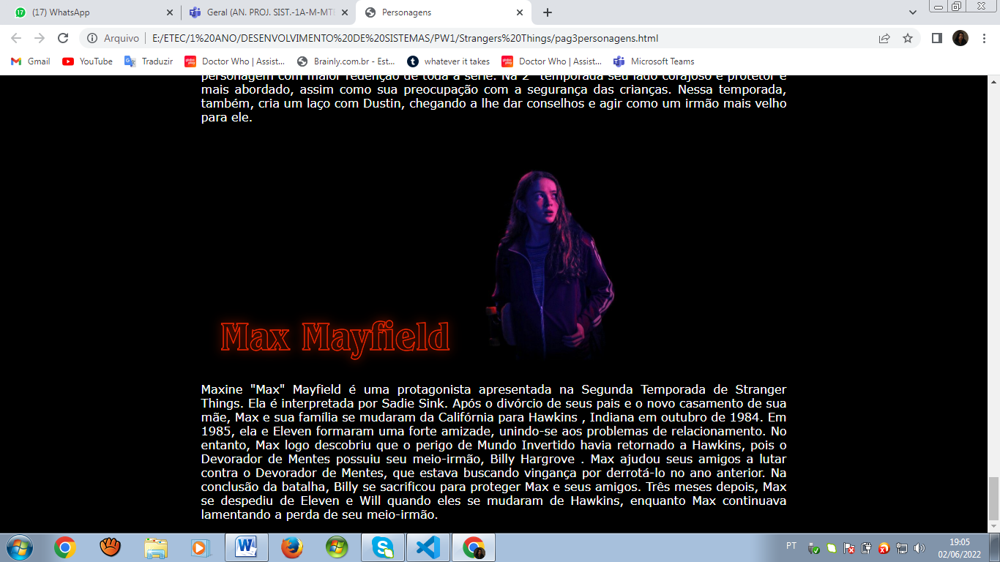 (17) WhatsApp
Geral (AN. PROJ. SIST.-1A-M-MTE
Personagens
Arquivo
E:/ETEC/1%20ANO/DESENVOLVIMENTO%20DE%20SISTEMAS/PW1/Strangers%20Things/pag3personagens.html
Gmail
YouTube
Traduzir
Doctor Who | Assist...
Brainly.com.br - Est...
whatever it takes
Doctor Who | Assist...
Microsoft Teams
personagem com maior redenção de toda a série. Na 2ª temporada seu lado corajoso e protetor é
mais abordado, assim como sua preocupação com a segurança das crianças. Nessa temporada,
também, cria um laço com Dustin, chegando a lhe dar conselhos e agir como um irmão mais velho
para ele.
Max Mayfield
Maxine "Max" Mayfield é uma protagonista apresentada na Segunda Temporada de Stranger
Things. Ela é interpretada por Sadie Sink. Após o divórcio de seus pais e o novo casamento de sua
mãe, Max e sua família se mudaram da Califórnia para Hawkins , Indiana em outubro de 1984. Em
1985, ela e Eleven formaram uma forte amizade, unindo-se aos problemas de relacionamento. No
entanto, Max logo descobriu que o perigo de Mundo Invertido havia retornado a Hawkins, pois o
Devorador de Mentes possuiu seu meio-irmão, Billy Hargrove . Max ajudou seus amigos a lutar
contra o Devorador de Mentes, que estava buscando vingança por derrotá-lo no ano anterior. Na
conclusão da batalha, Billy se sacrificou para proteger Max e seus amigos. Três meses depois, Max
se despediu de Eleven e Will quando eles se mudaram de Hawkins, enquanto Max continuava
lamentando a perda de seu meio-irmão.
PT
19:05
02/06/2022